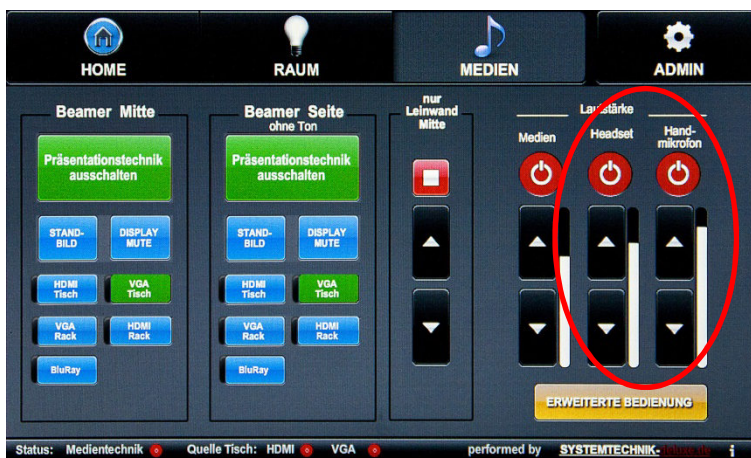 HOME
RAUM
MEDIEN
ADMIN
Beamer Mitte
Präsentationstechnik
ausschalten
STAND-
BILD
DISPLAY
MUTE
HDMI
Tisch
VGA
Tisch
VGA
Rack
HDMI
Rack
BluRay
Beamer Seite
ohne Ton
Präsentationstechnik
ausschalten
STAND-
BILD
DISPLAY
MUTE
HDMI
Tisch
VGA
Tisch
VGA
Rack
HDMI
Rack
BluRay
nur
Leinwand
Mitte
Lautstärke
Medien
Headset
Hand-
mikrofon
ERWEITERTE BEDIENUNG
Status: Medientechnik
Quelle Tisch: HDMI
VGA
performed by SYSTEMTECHNIK-
i